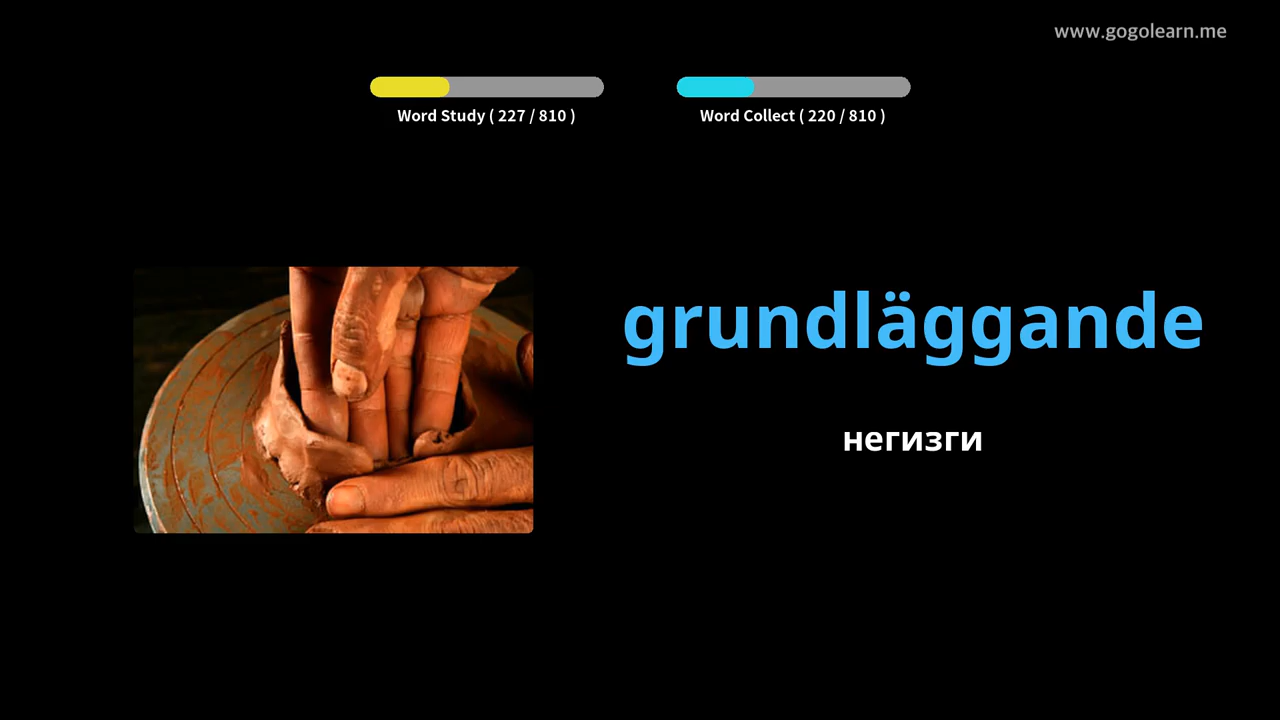 www.gogolearn.me
Word Study ( 227 / 810 )
Word Collect ( 220 / 810 )
grundläggande
негизги